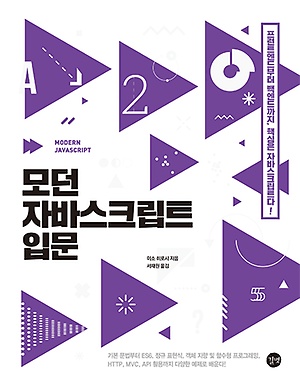 프런트엔드부터 백엔드까지, 핵심은 자바스크립트다!
A
2
MODERN
JAVASCRIPT
모던
자바스크립트
입문
이소 히로시 지음
서재원 옮김
길벗
기본 문법부터 ES6, 정규 표현식, 객체 지향 및 함수형 프로그래밍,
HTTP, MVC, API 활용까지 다양한 예제로 배운다!